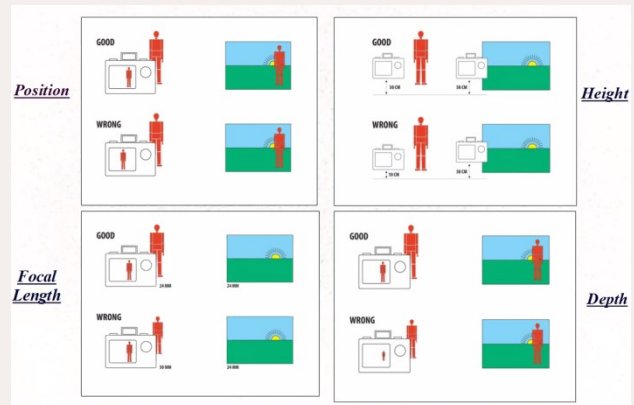 Position
GOOD
WRONG
Height
GOOD
50 CM
50 CM
WRONG
10 CM
50 CM
Focal
Length
GOOD
24 MM
24 MM
WRONG
50 MM
24 MM
Depth
GOOD
WRONG